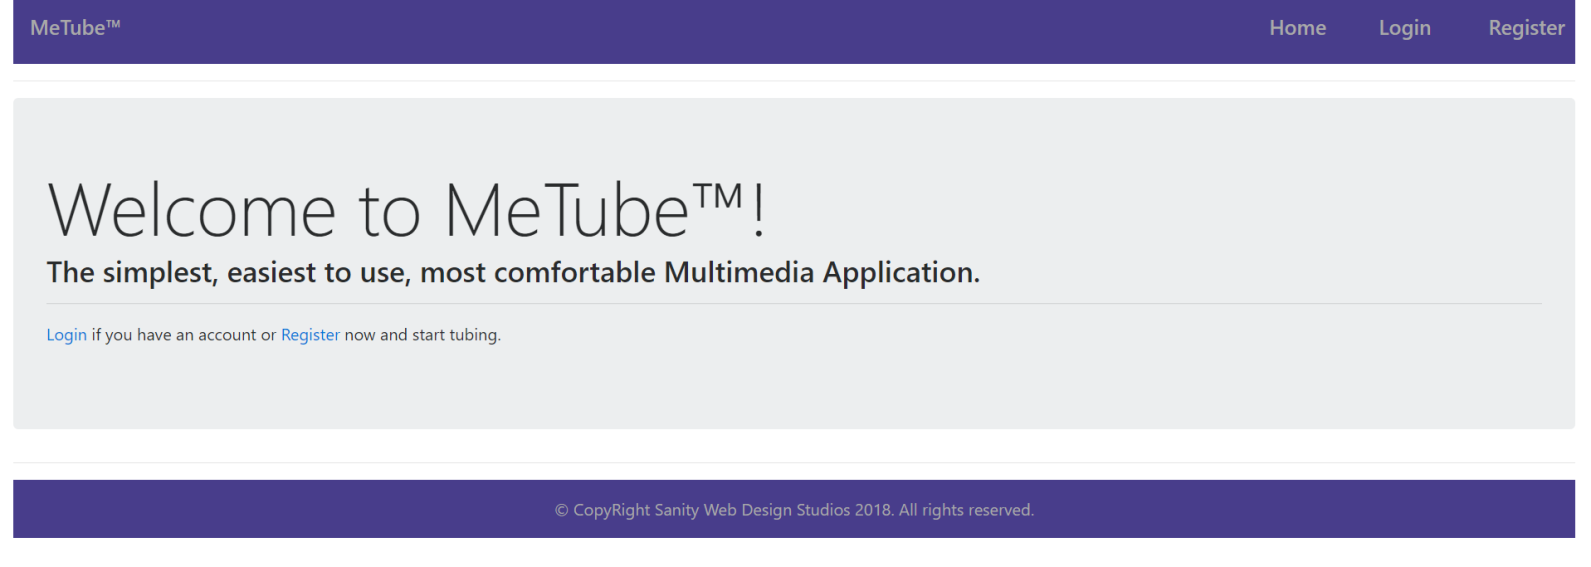 MeTube™ Home Login Register
Welcome to MeTube™!
The simplest, easiest to use, most comfortable Multimedia Application.
Login if you have an account or Register now and start tubing.
© CopyRight Sanity Web Design Studios 2018. All rights reserved.